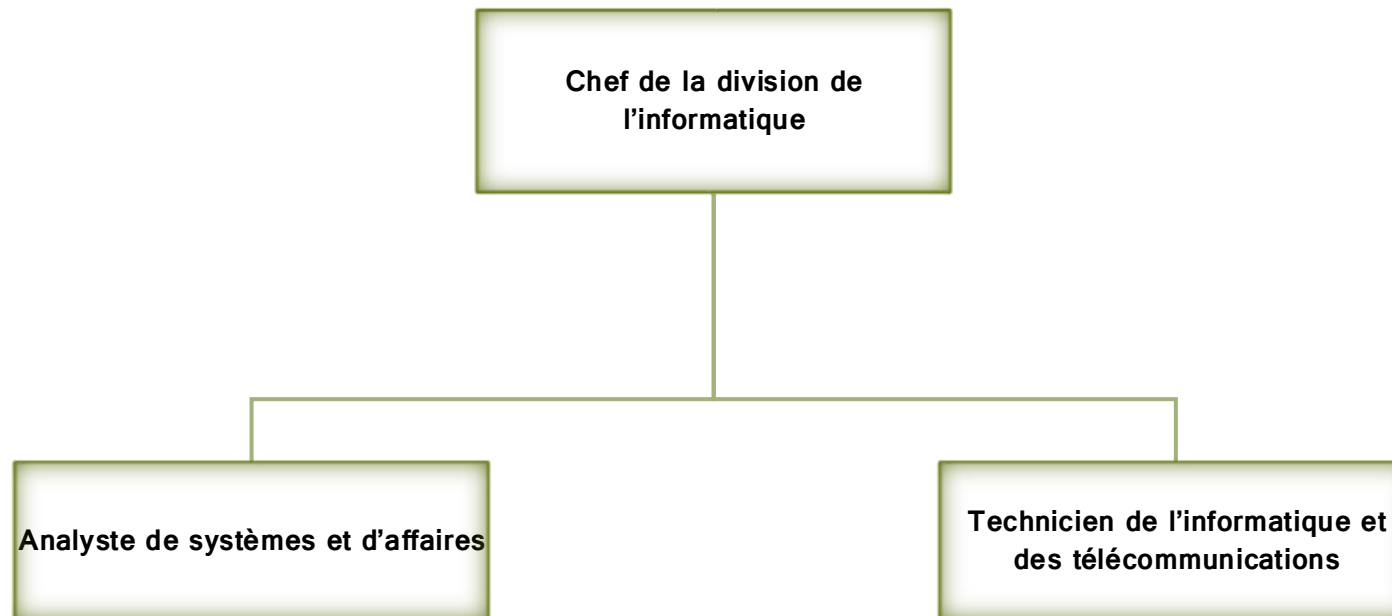 Chef de la division de
l’informatique
Analyste de systèmes et d’affaires
Technicien de l’informatique et
des télécommunications